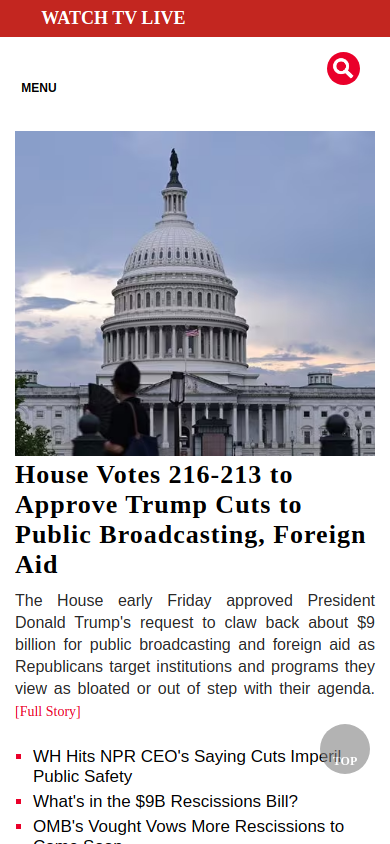 WATCH TV LIVE
MENU
House Votes 216-213 to
Approve Trump Cuts to
Public Broadcasting, Foreign
Aid
The House early Friday approved President
Donald Trump's request to claw back about $9
billion for public broadcasting and foreign aid as
Republicans target institutions and programs they
view as bloated or out of step with their agenda.
[Full Story]
WH Hits NPR CEO's Saying Cuts Imperil
Public Safety
TOP
What's in the $9B Rescissions Bill?
OMB's Vought Vows More Rescissions to
Come Soon